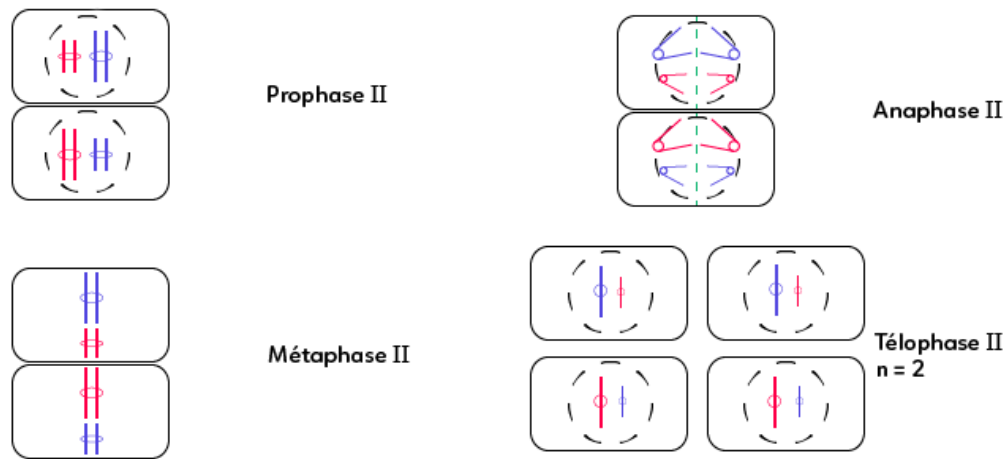 Prophase II
Anaphase II
Métaphase II
Télophase II
n = 2